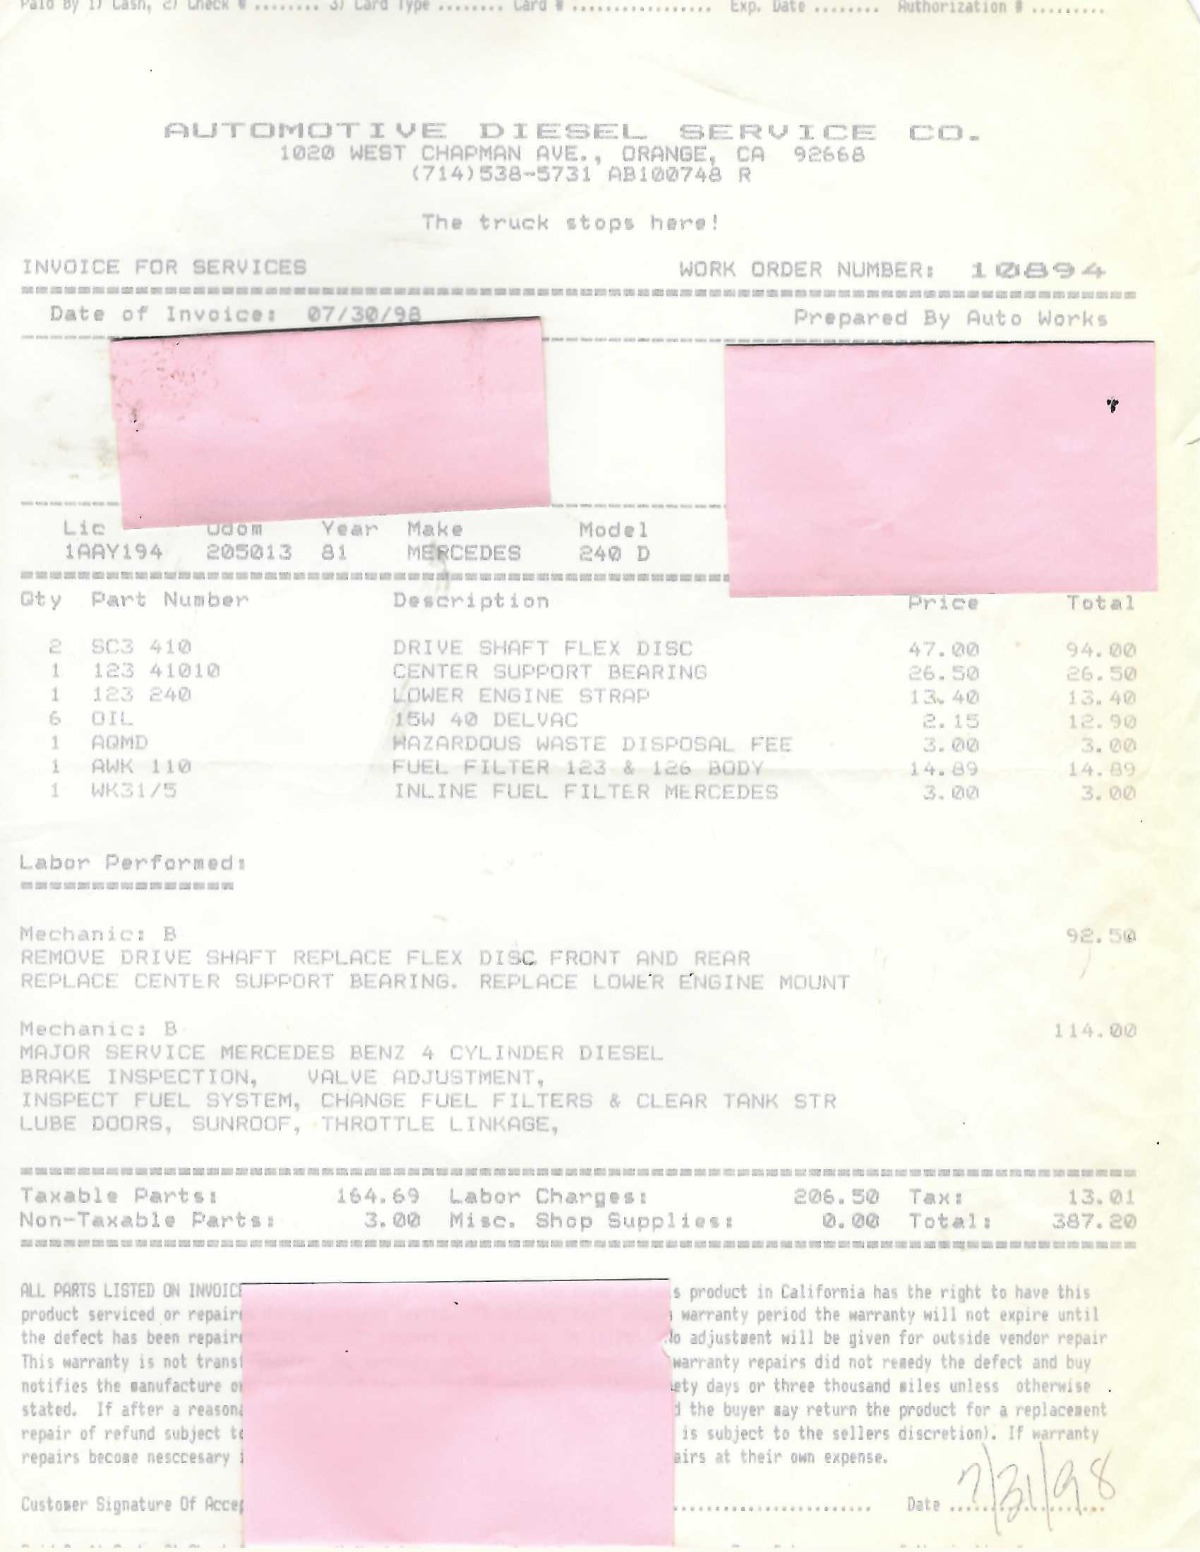 Paid By 1) Cash, 2) Check # ........ 3) Card Type ........ Card # ................ Exp. Date ........ Authorization # .........
AUTOMOTIVE DIESEL SERVICE CO.
1020 WEST CHAPMAN AVE., ORANGE, CA 92668
(714)538-5731 AB100748 R
The truck stops here!
INVOICE FOR SERVICES WORK ORDER NUMBER: 10894
Date of Invoice: 07/30/98 Prepared By Auto Works
Lic Odom Year Make Model
1AAY194 205013 81 MERCEDES 240 D
Qty Part Number Description Price Total
2 SC3 410 DRIVE SHAFT FLEX DISC 47.00 94.00
1 123 41010 CENTER SUPPORT BEARING 26.50 26.50
1 123 240 LOWER ENGINE STRAP 13.40 13.40
6 OIL 15W 40 DELVAC 2.15 12.90
1 AQMD HAZARDOUS WASTE DISPOSAL FEE 3.00 3.00
1 AWK 110 FUEL FILTER 123 & 126 BODY 14.89 14.89
1 WK31/5 INLINE FUEL FILTER MERCEDES 3.00 3.00
Labor Performed:
Mechanic: B 92.50
REMOVE DRIVE SHAFT REPLACE FLEX DISC FRONT AND REAR
REPLACE CENTER SUPPORT BEARING. REPLACE LOWER ENGINE MOUNT
Mechanic: B 114.00
MAJOR SERVICE MERCEDES BENZ 4 CYLINDER DIESEL
BRAKE INSPECTION, VALVE ADJUSTMENT,
INSPECT FUEL SYSTEM, CHANGE FUEL FILTERS & CLEAR TANK STR
LUBE DOORS, SUNROOF, THROTTLE LINKAGE,
Taxable Parts: 164.69 Labor Charges: 206.50 Tax: 13.01
Non-Taxable Parts: 3.00 Misc. Shop Supplies: 0.00 Total: 387.20
ALL PARTS LISTED ON INVOIC s product in California has the right to have this
product serviced or repair warranty period the warranty will not expire until
the defect has been repair o adjustment will be given for outside vendor repair
This warranty is not trans warranty repairs did not remedy the defect and buy
notifies the manufacture o ety days or three thousand miles unless otherwise
stated. If after a reasona d the buyer may return the product for a replacement
repair of refund subject t is subject to the sellers discretion). If warranty
repairs become nesccesary airs at their own expense.
Customer Signature Of Accep ........................ Date 7/31/98